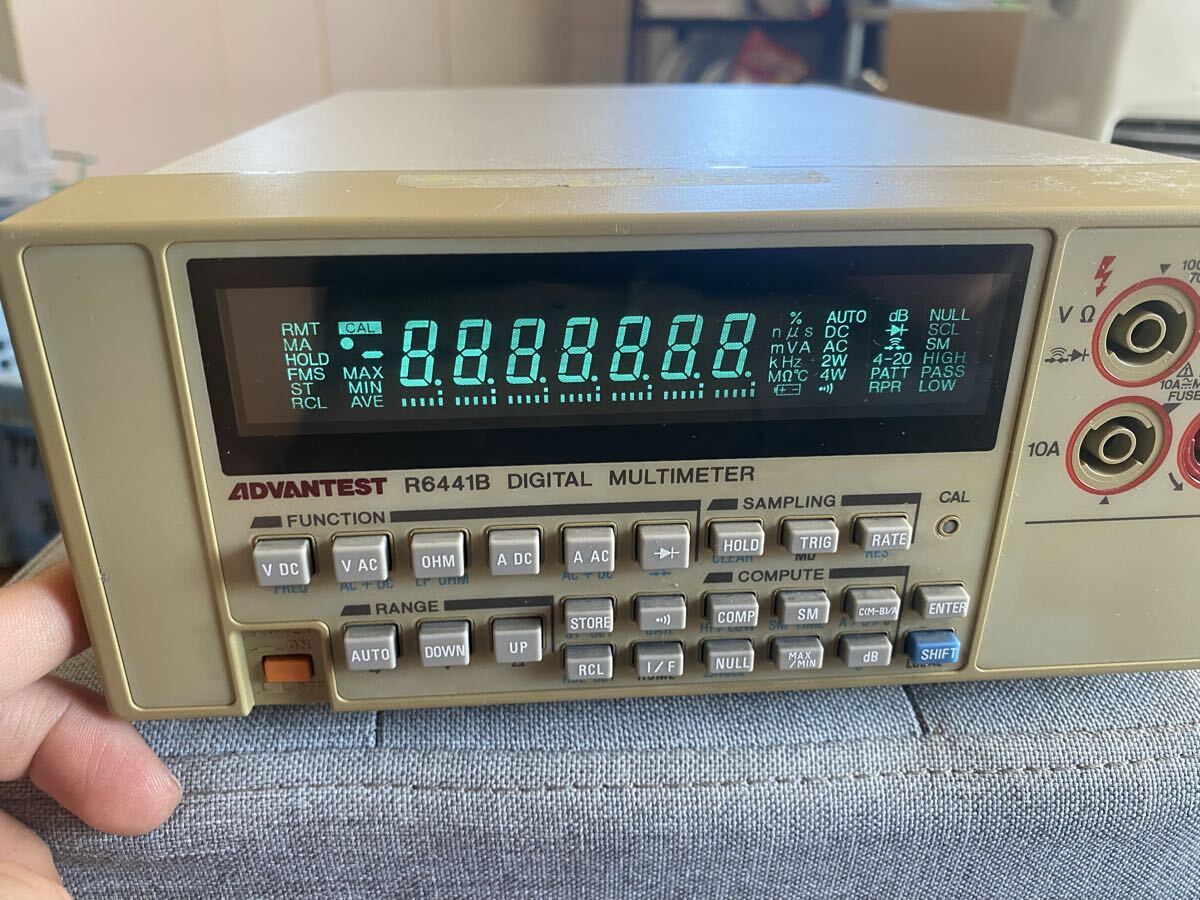 RMT CAL % AUTO dB NULL
MA n μ s DC SCL
HOLD 8.8.8.8.8.8.8. m V A AC SM
FMS MAX k Hz 2W 4-20 HIGH
ST MIN MΩ°C 4W PATT PASS
RCL AVE RPR LOW
ADVANTEST R6441B DIGITAL MULTIMETER
FUNCTION SAMPLING CAL
V DC V AC OHM A DC A AC HOLD TRIG RATE
FREQ AC + DC LP OHM AC + DC CLEAR MD RES
RANGE COMPUTE
STORE COMP SM C(M-B)/A ENTER
AUTO DOWN UP
RCL I/F NULL MAX/MIN dB SHIFT
LOCAL
ON
V Ω
10A
FUSE